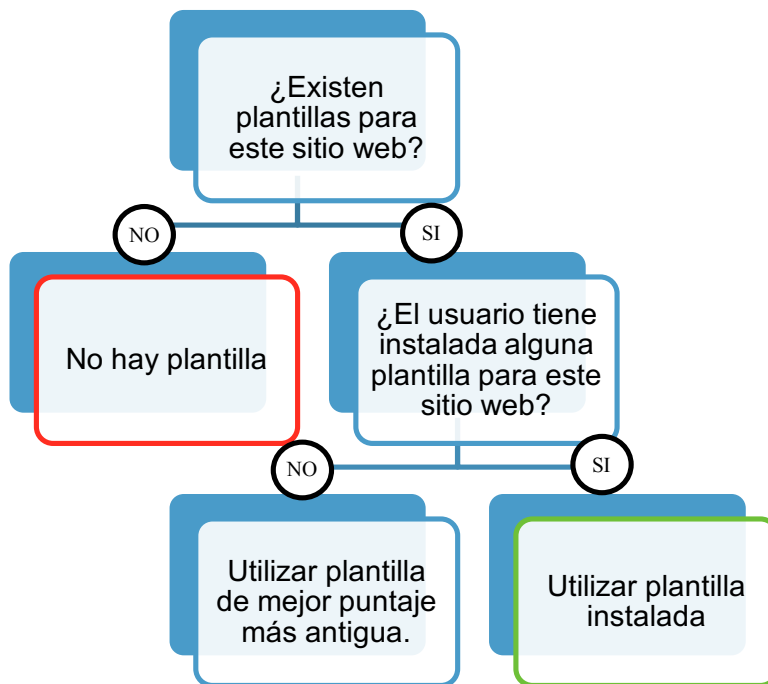 ¿Existen
plantillas para
este sitio web?
NO
SI
No hay plantilla
¿El usuario tiene
instalada alguna
plantilla para este
sitio web?
NO
SI
Utilizar plantilla
de mejor puntaje
más antigua.
Utilizar plantilla
instalada